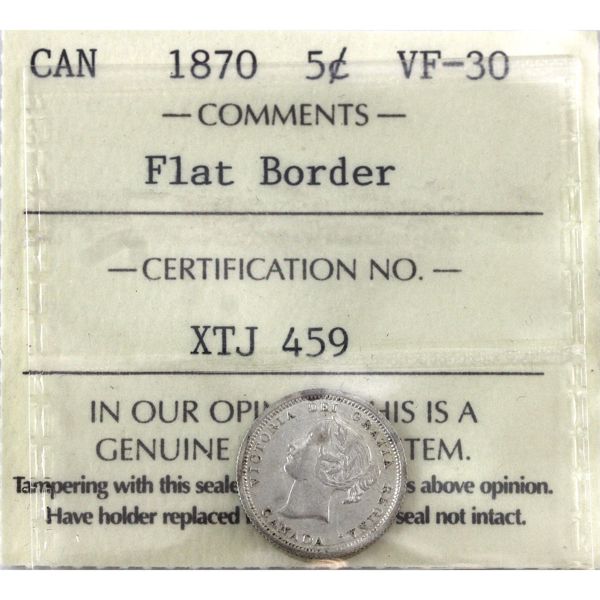 CAN 1870 5¢ VF-30
— COMMENTS —
Flat Border
— CERTIFICATION NO. —
XTJ 459
IN OUR OPIN HIS IS A
GENUINE TEM.
Tampering with this seale s above opinion.
Have holder replaced seal not intact.
VICTORIA DEI GRATIA REGINA.
CANADA